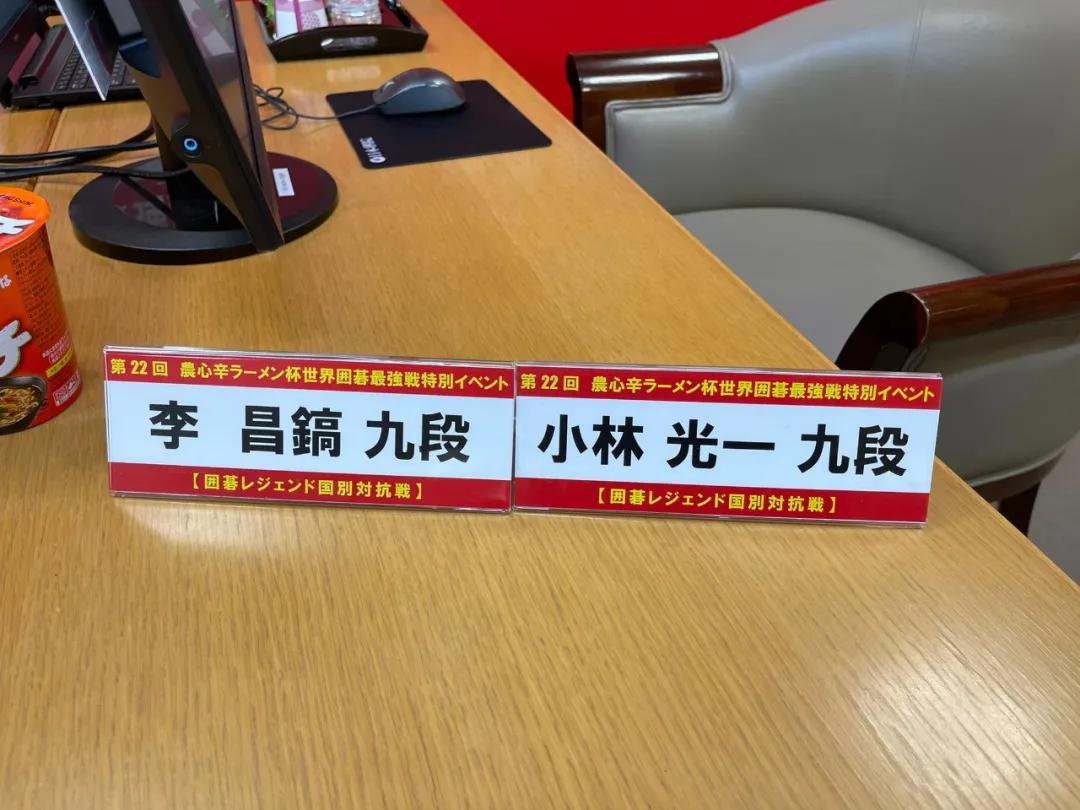 第22回 農心辛ラーメン杯世界囲碁最強戦特別イベント
李 昌鎬 九段
【囲碁レジェンド国別対抗戦】
第22回 農心辛ラーメン杯世界囲碁最強戦特別イベント
小林 光一 九段
【囲碁レジェンド国別対抗戦】